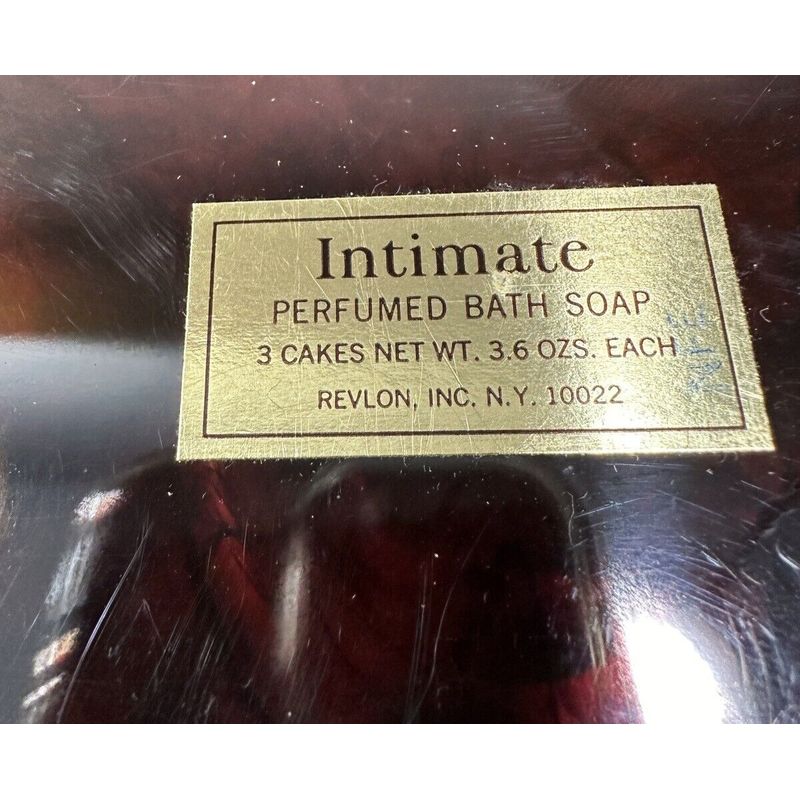 Intimate
PERFUMED BATH SOAP
3 CAKES NET WT. 3.6 OZS. EACH
REVLON, INC. N.Y. 10022